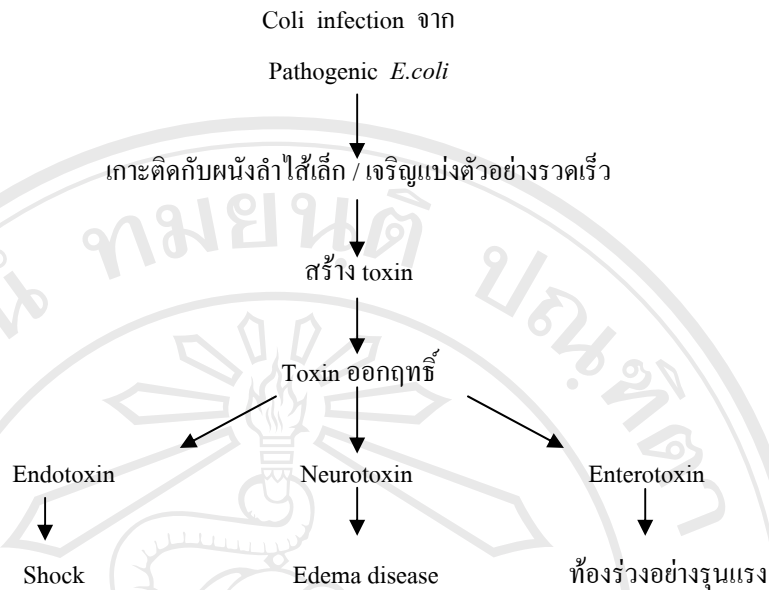 Coli infection จาก
Pathogenic E.coli
เกาะติดกับผนังลำไส้เล็ก / เจริญแบ่งตัวอย่างรวดเร็ว
สร้าง toxin
Toxin ออกฤทธิ์
Endotoxin Neurotoxin Enterotoxin
Shock Edema disease ท้องร่วงอย่างรุนแรง